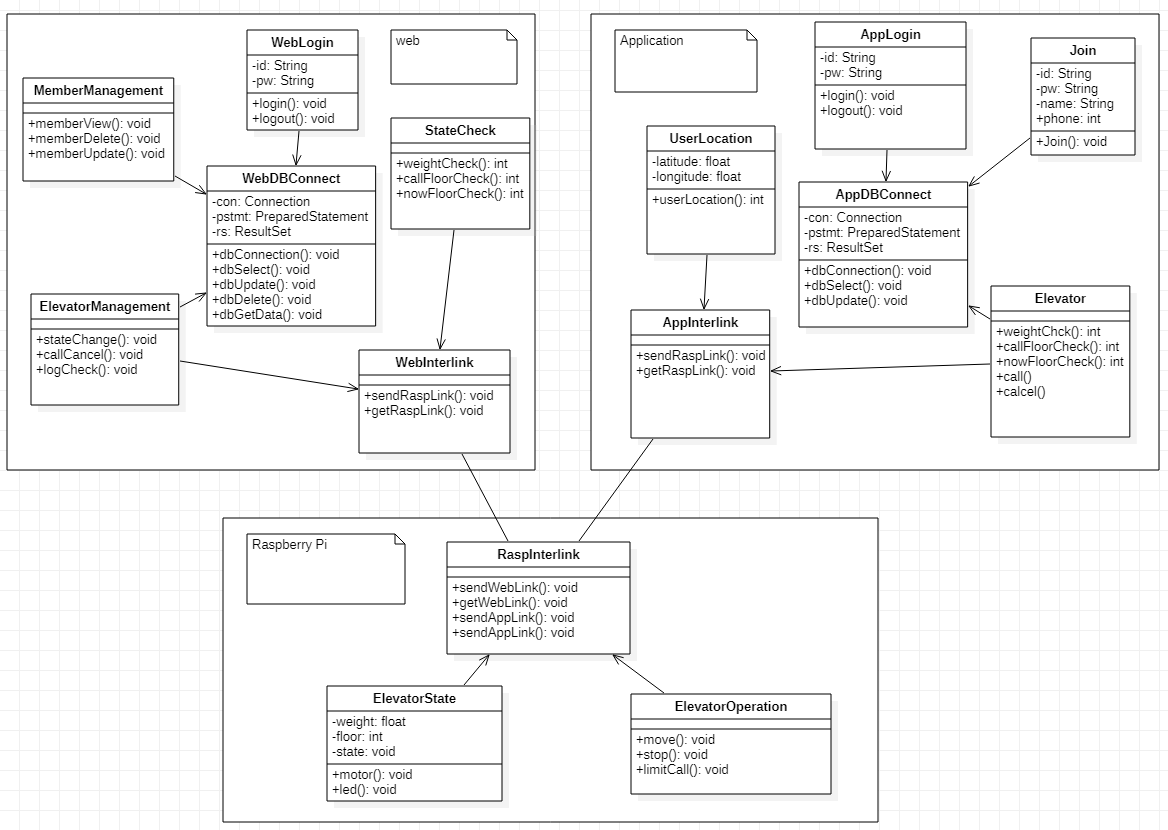 web
WebLogin
-id: String
-pw: String
+login(): void
+logout(): void
MemberManagement
+memberView(): void
+memberDelete(): void
+memberUpdate(): void
StateCheck
+weightCheck(): int
+callFloorCheck(): int
+nowFloorCheck(): int
WebDBConnect
-con: Connection
-pstmt: PreparedStatement
-rs: ResultSet
+dbConnection(): void
+dbSelect(): void
+dbUpdate(): void
+dbDelete(): void
+dbGetData(): void
ElevatorManagement
+stateChange(): void
+callCancel(): void
+logCheck(): void
WebInterlink
+sendRaspLink(): void
+getRaspLink(): void
Application
AppLogin
-id: String
-pw: String
+login(): void
+logout(): void
Join
-id: String
-pw: String
-name: String
+phone: int
+Join(): void
UserLocation
-latitude: float
-longitude: float
+userLocation(): int
AppDBConnect
-con: Connection
-pstmt: PreparedStatement
-rs: ResultSet
+dbConnection(): void
+dbSelect(): void
+dbUpdate(): void
AppInterlink
+sendRaspLink(): void
+getRaspLink(): void
Elevator
+weightChck(): int
+callFloorCheck(): int
+nowFloorCheck(): int
+call()
+calcel()
Raspberry Pi
RaspInterlink
+sendWebLink(): void
+getWebLink(): void
+sendAppLink(): void
+sendAppLink(): void
ElevatorState
-weight: float
-floor: int
-state: void
+motor(): void
+led(): void
ElevatorOperation
+move(): void
+stop(): void
+limitCall(): void